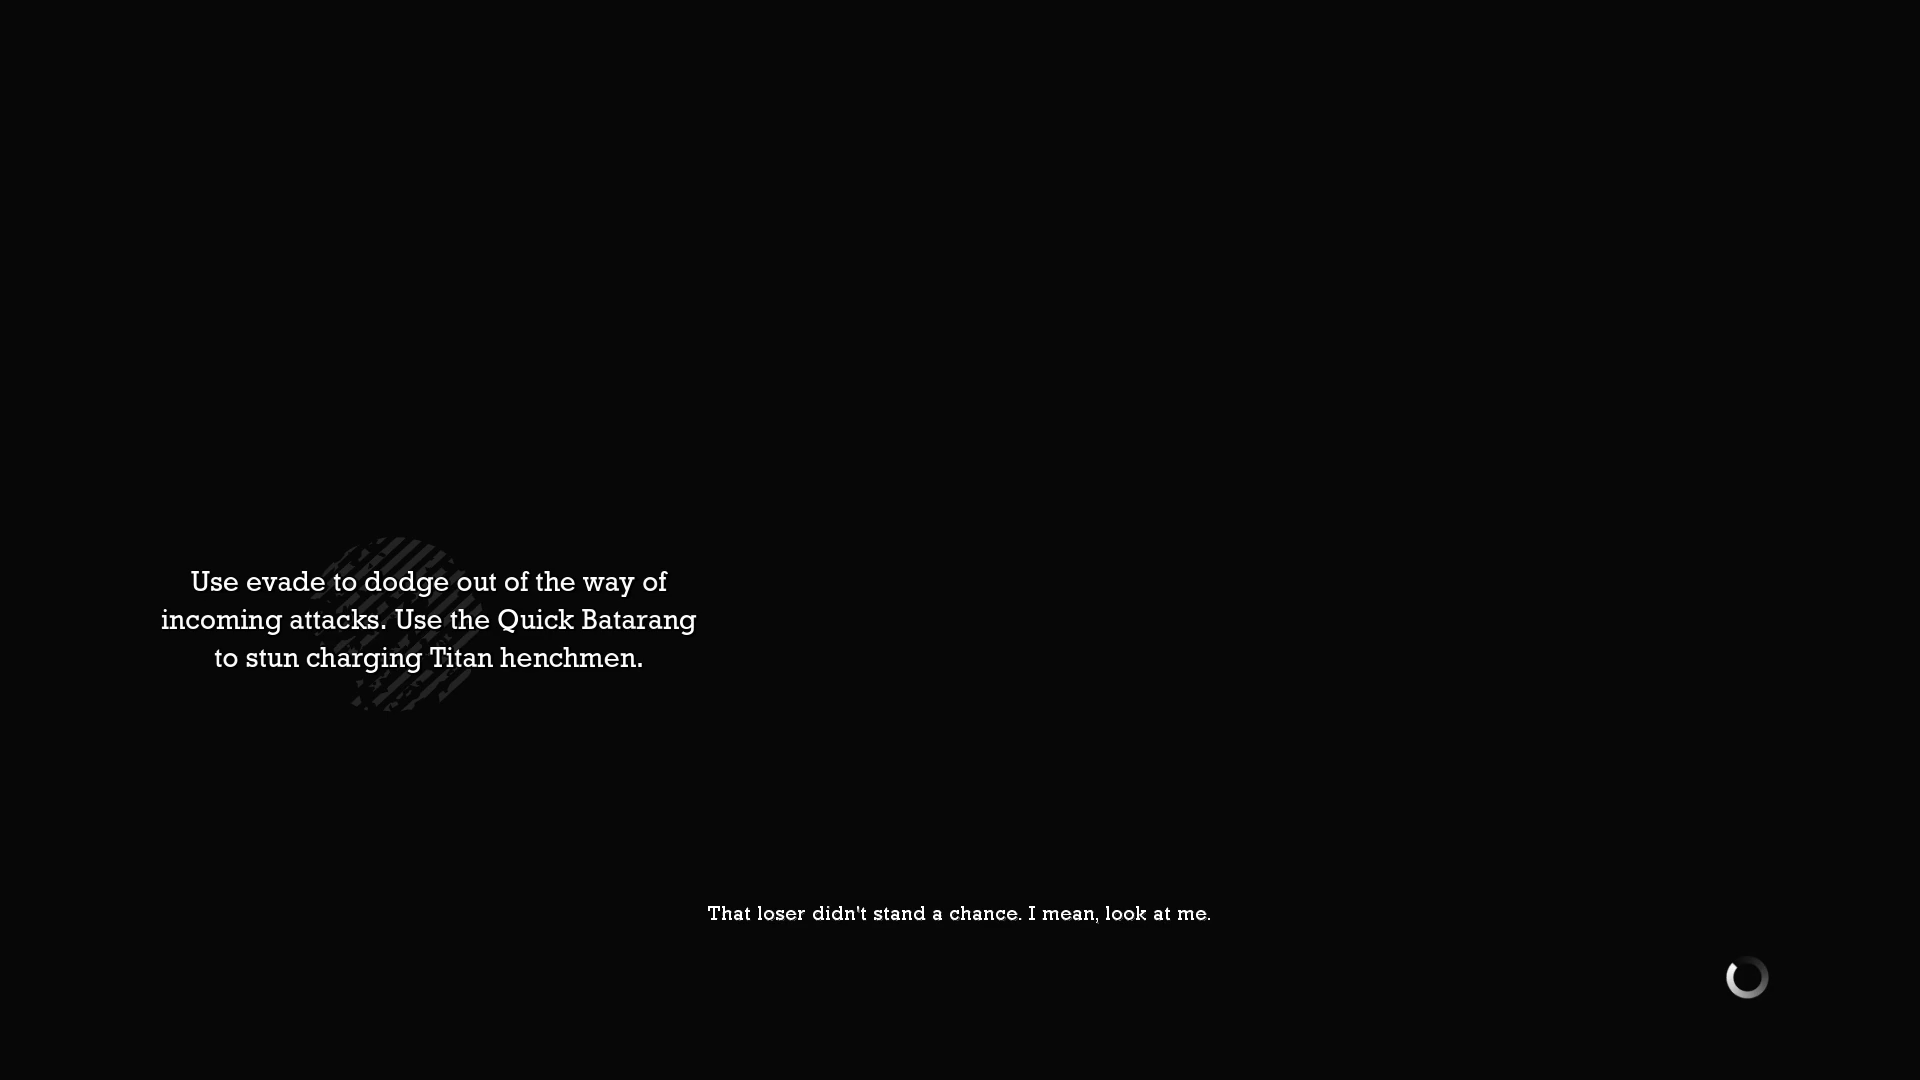 Use evade to dodge out of the way of
incoming attacks. Use the Quick Batarang
to stun charging Titan henchmen.
That loser didn't stand a chance. I mean, look at me.